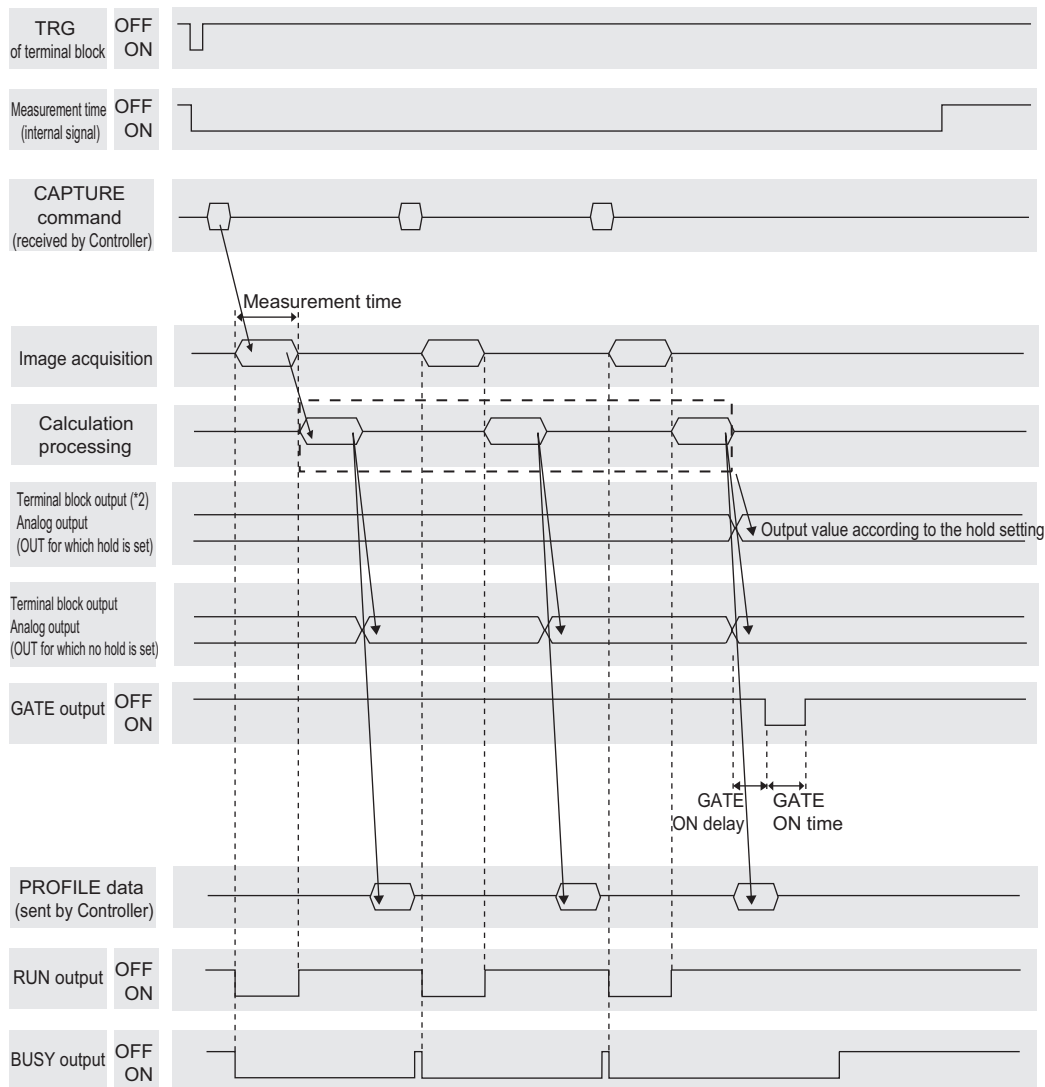 TRG
of terminal block
OFF
ON
Measurement time
(internal signal)
OFF
ON
CAPTURE
command
(received by Controller)
Measurement time
Image acquisition
Calculation
processing
Terminal block output (*2)
Analog output
(OUT for which hold is set)
Output value according to the hold setting
Terminal block output
Analog output
(OUT for which no hold is set)
GATE output
OFF
ON
GATE
ON delay
GATE
ON time
PROFILE data
(sent by Controller)
RUN output
OFF
ON
BUSY output
OFF
ON